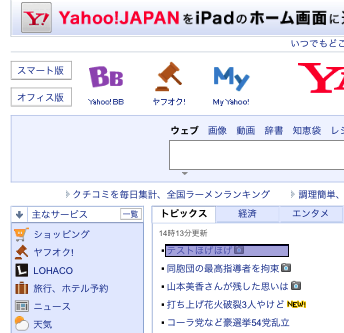 Yahoo!JAPANをiPadのホーム画面に
いつでもどこ
スマート版
オフィス版
Yahoo! BB
ヤフオク!
My Yahoo!
ウェブ 画像 動画 辞書 知恵袋 レシ
クチコミを毎日集計、全国ラーメンランキング
調理簡単、
主なサービス 一覧
トピックス 経済 エンタメ
14時13分更新
ショッピング
テストほげほげ
ヤフオク!
同胞団の最高指導者を拘束
LOHACO
山本美香さんが残した思いは
旅行、ホテル予約
打ち上げ花火破裂3人やけど NEW!
ニュース
コーラ党など豪選挙54党乱立
天気